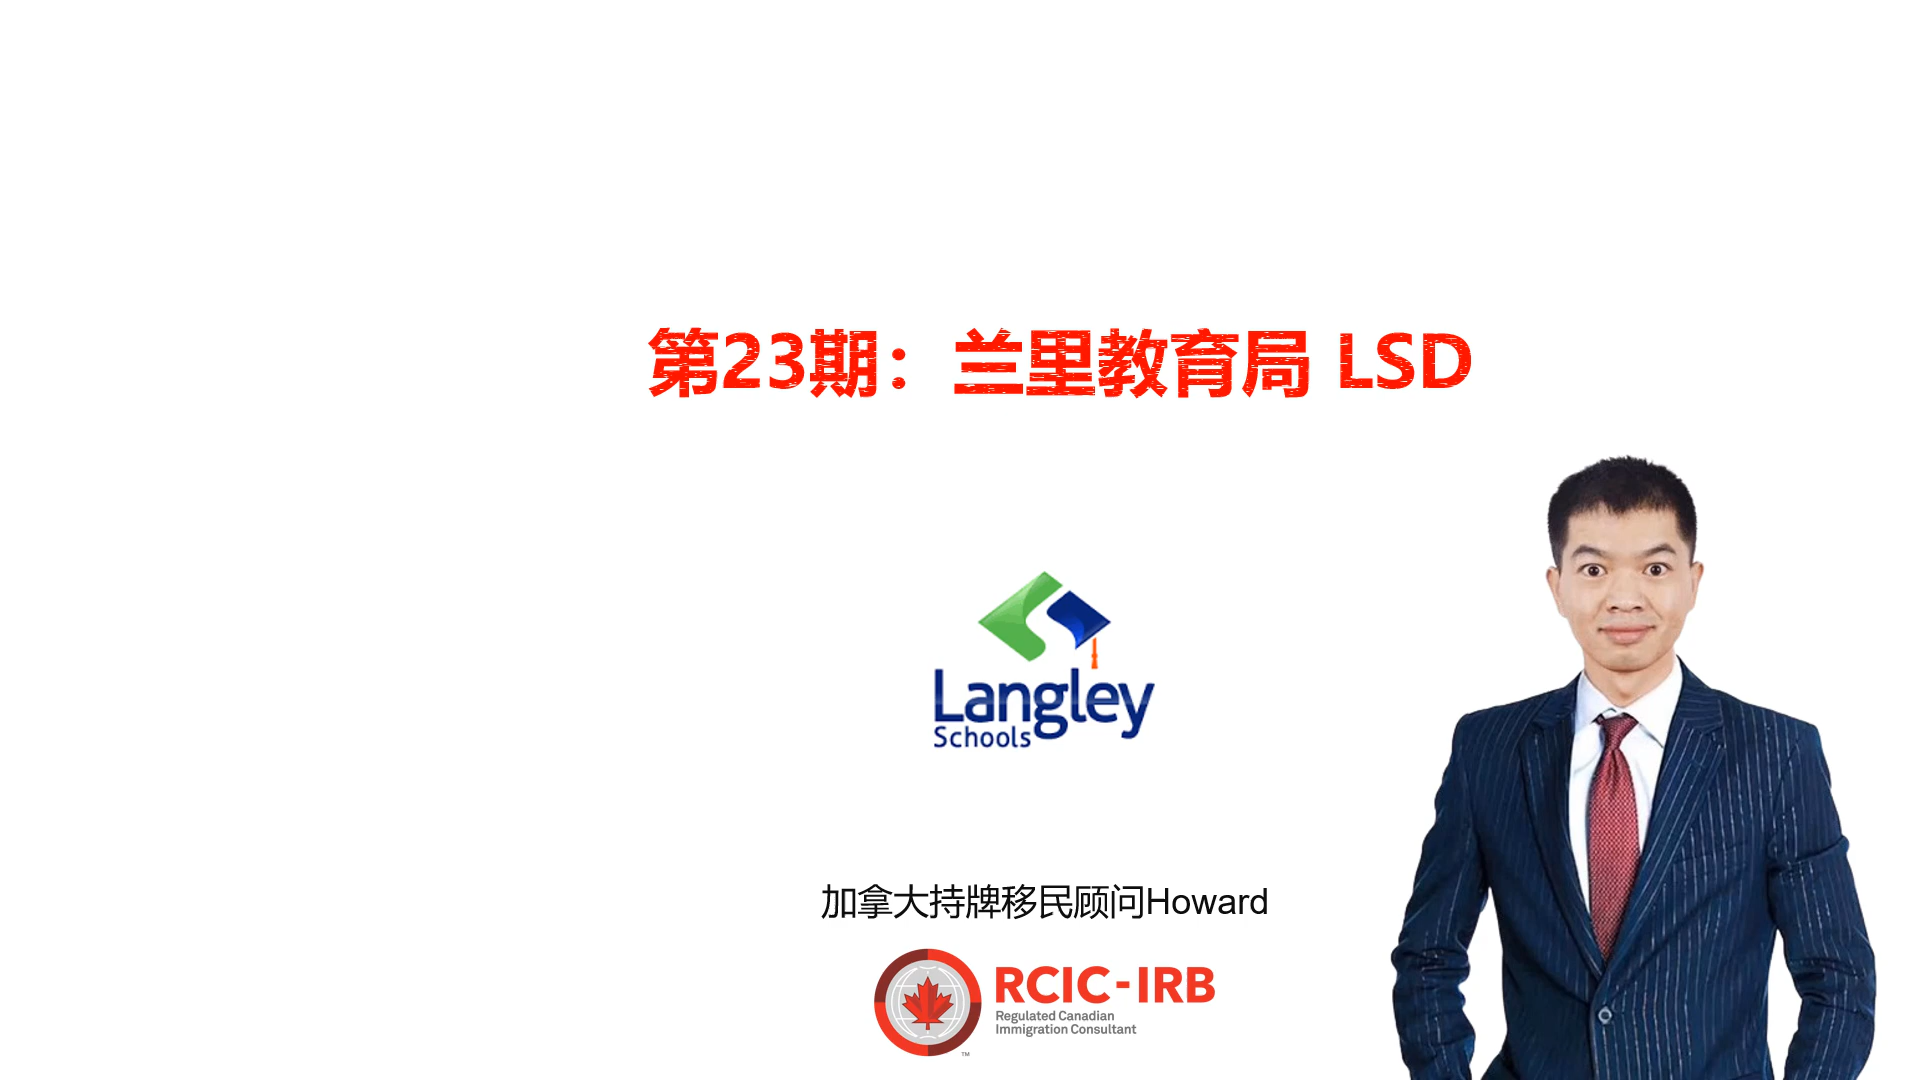 第23期：兰里教育局 LSD
Langley
Schools
加拿大持牌移民顾问Howard
RCIC-IRB
Regulated Canadian
Immigration Consultant
TM